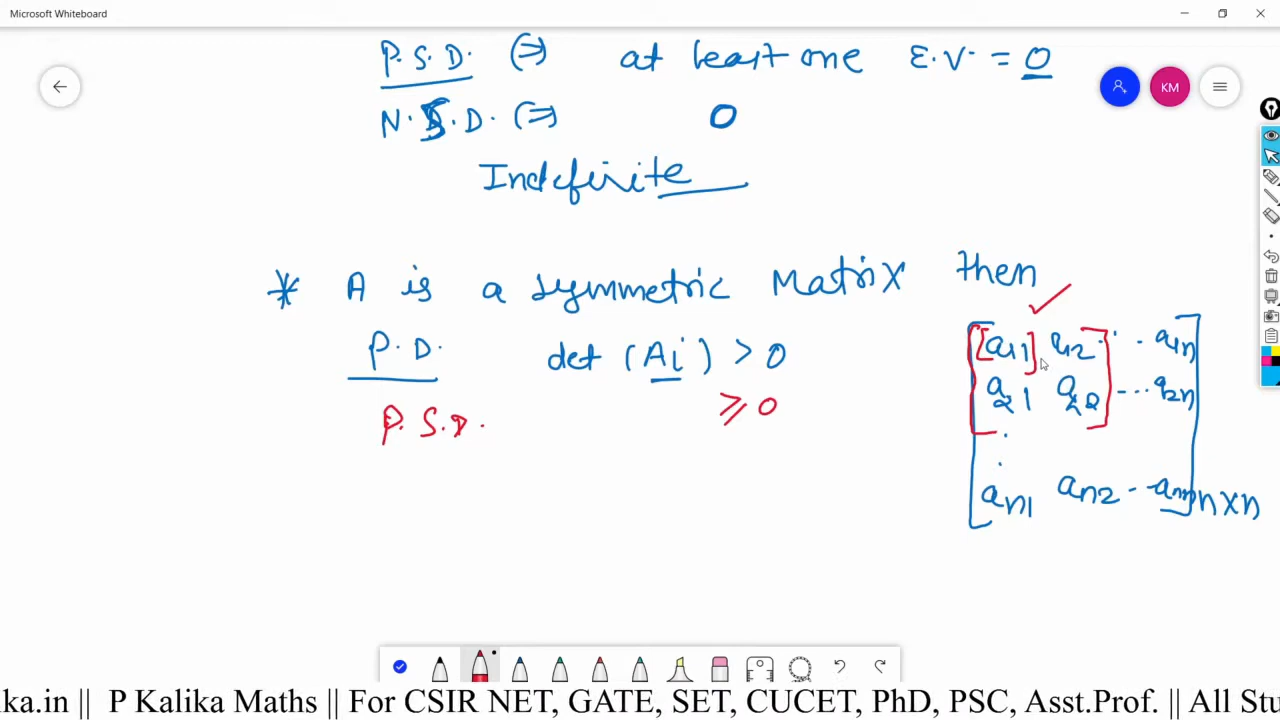 Microsoft Whiteboard
P.S.D. (⇒) at least one E.V. = 0
KM
N.S.D. (⇒) 0
Indefinite
* A is a symmetric Matrix then
P.D. det (Ai) > 0
P.S.D. ⩾ 0
[a11] a12 . . . a1n
a21 a22 ... a2n
.
.
an1 an2 .. ann n×n
ka.in || P Kalika Maths || For CSIR NET, GATE, SET, CUCET, PhD, PSC, Asst.Prof. || All Stu